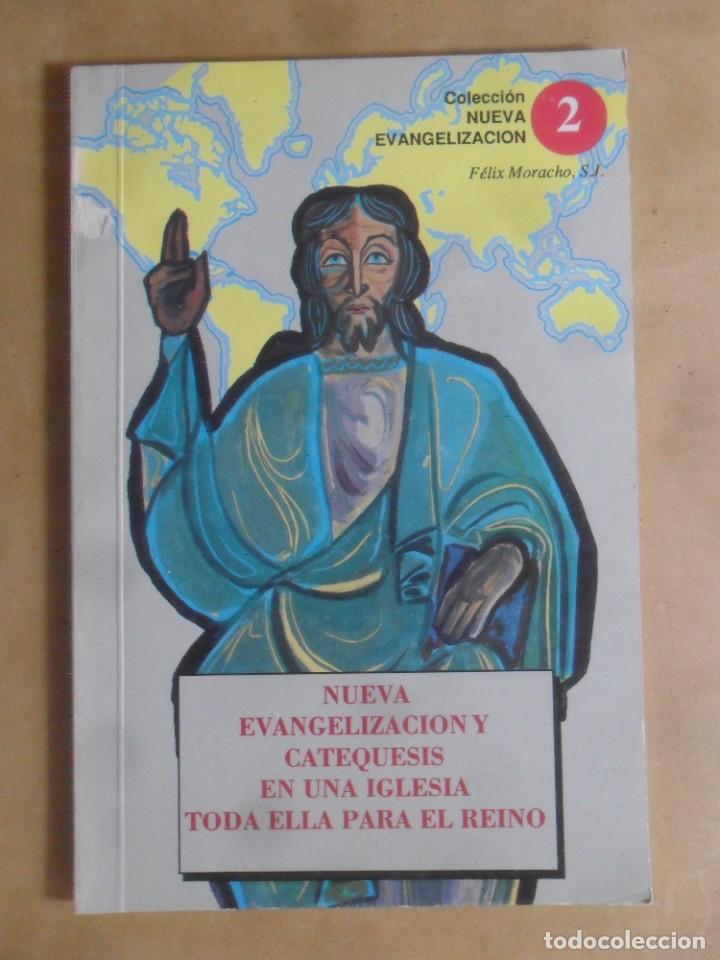 Colección
NUEVA
EVANGELIZACION
2
Félix Moracho, S.J.
NUEVA
EVANGELIZACION Y
CATEQUESIS
EN UNA IGLESIA
TODA ELLA PARA EL REINO
todocoleccion